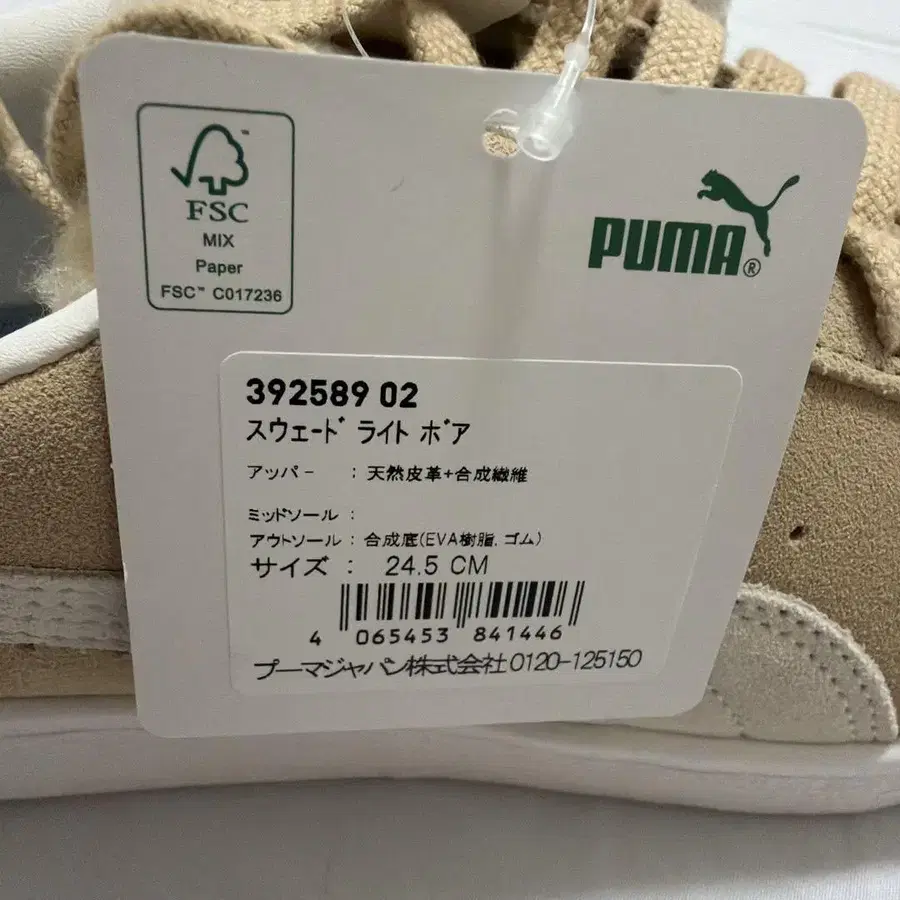 FSC
MIX
Paper
FSC™ C017236
PUMA®
392589 02
スウェード ライト ボア
アッパー : 天然皮革+合成繊維
ミッドソール :
アウトソール : 合成底(EVA樹脂, ゴム)
サイズ : 24.5 CM
4 065453 841446
プーマジャパン株式会社 0120-125150